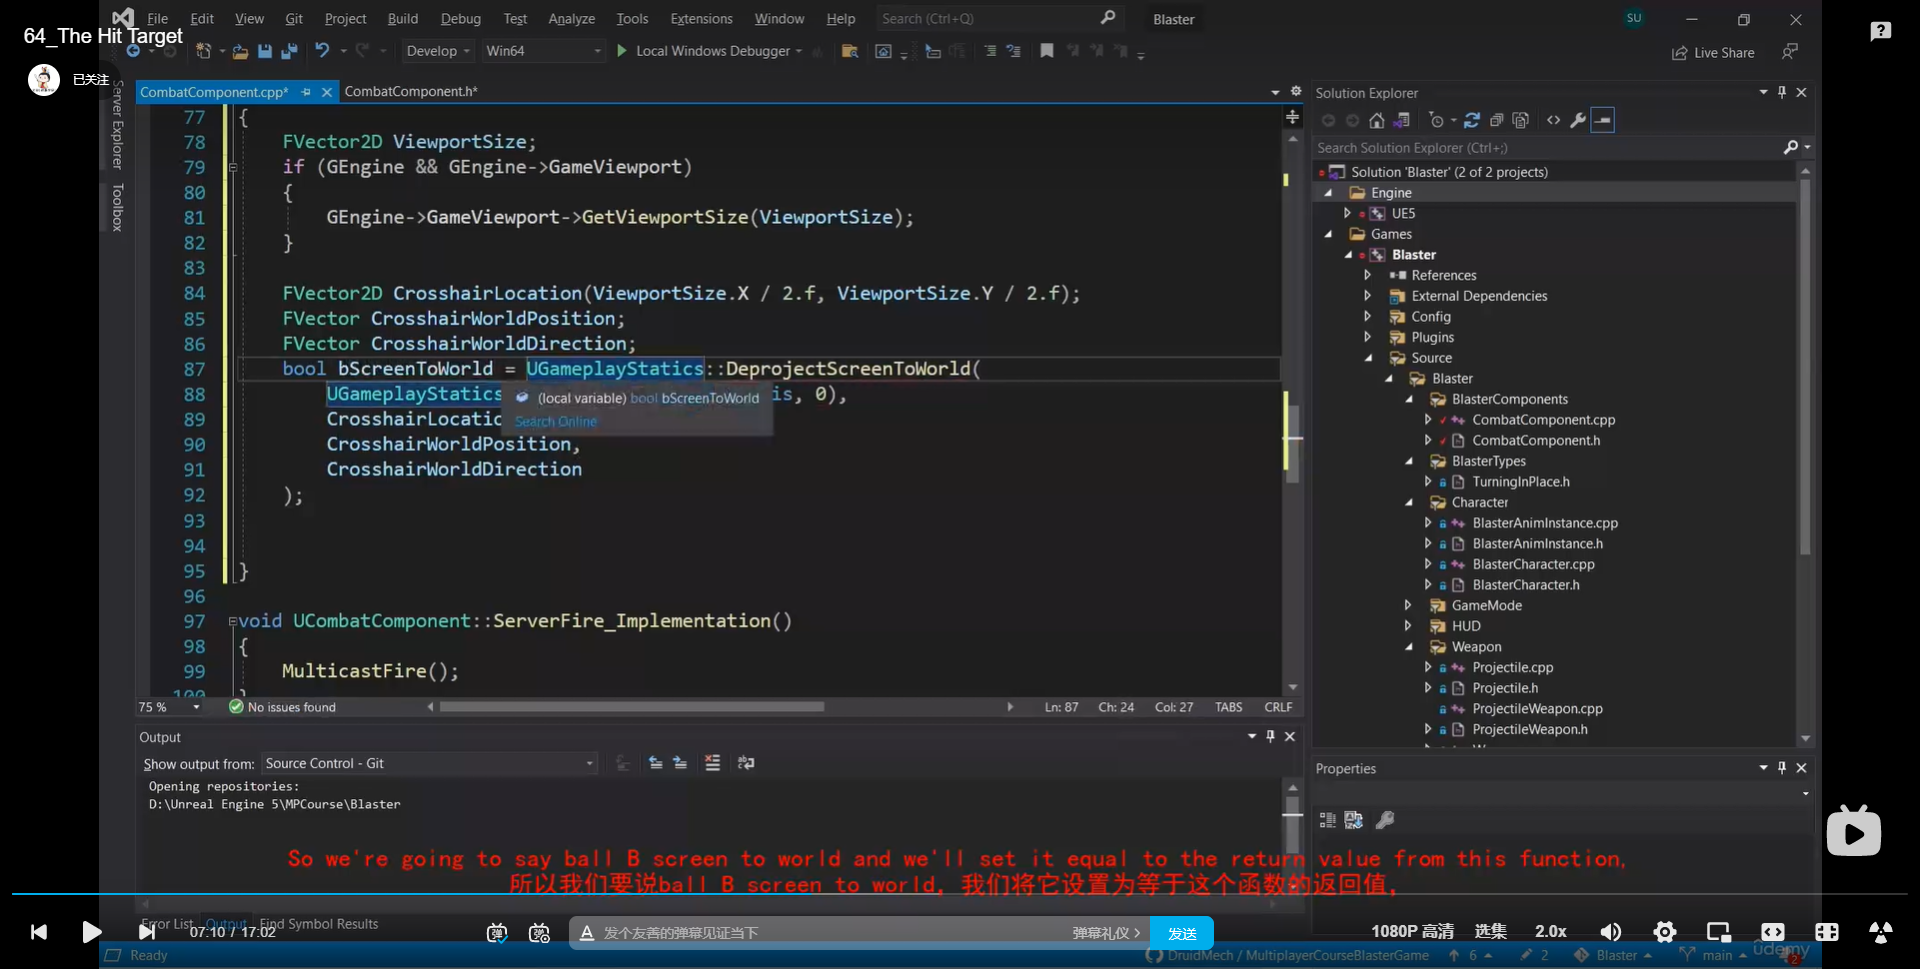 File Edit View Git Project Build Debug Test Analyze Tools Extensions Window Help Search (Ctrl+Q) Blaster SU
64_The Hit Target
Develop Win64 Local Windows Debugger Live Share
已关注
Server Explorer
Toolbox
CombatComponent.cpp* CombatComponent.h*
77 {
78 FVector2D ViewportSize;
79 if (GEngine && GEngine->GameViewport)
80 {
81 GEngine->GameViewport->GetViewportSize(ViewportSize);
82 }
83
84 FVector2D CrosshairLocation(ViewportSize.X / 2.f, ViewportSize.Y / 2.f);
85 FVector CrosshairWorldPosition;
86 FVector CrosshairWorldDirection;
87 bool bScreenToWorld = UGameplayStatics::DeprojectScreenToWorld(
88 UGameplayStatics is, 0),
(local variable) bool bScreenToWorld
Search Online
89 CrosshairLocatio
90 CrosshairWorldPosition,
91 CrosshairWorldDirection
92 );
93
94
95 }
96
97 void UCombatComponent::ServerFire_Implementation()
98 {
99 MulticastFire();
100 }
75 % No issues found Ln: 87 Ch: 24 Col: 27 TABS CRLF
Output
Show output from: Source Control - Git
Opening repositories:
D:\Unreal Engine 5\MPCourse\Blaster
Solution Explorer
Search Solution Explorer (Ctrl+;)
Solution 'Blaster' (2 of 2 projects)
Engine
UE5
Games
Blaster
References
External Dependencies
Config
Plugins
Source
Blaster
BlasterComponents
CombatComponent.cpp
CombatComponent.h
BlasterTypes
TurningInPlace.h
Character
BlasterAnimInstance.cpp
BlasterAnimInstance.h
BlasterCharacter.cpp
BlasterCharacter.h
GameMode
HUD
Weapon
Projectile.cpp
Projectile.h
ProjectileWeapon.cpp
ProjectileWeapon.h
Properties
So we're going to say ball B screen to world and we'll set it equal to the return value from this function,
所以我们要说ball B screen to world，我们将它设置为等于这个函数的返回值，
Error List Output Find Symbol Results
07:10 / 17:02 发个友善的弹幕见证当下 弹幕礼仪 > 发送 1080P 高清 选集 2.0x
Ready DruidMech / MultiplayerCourseBlasterGame 6 2 Blaster main 2
udemy